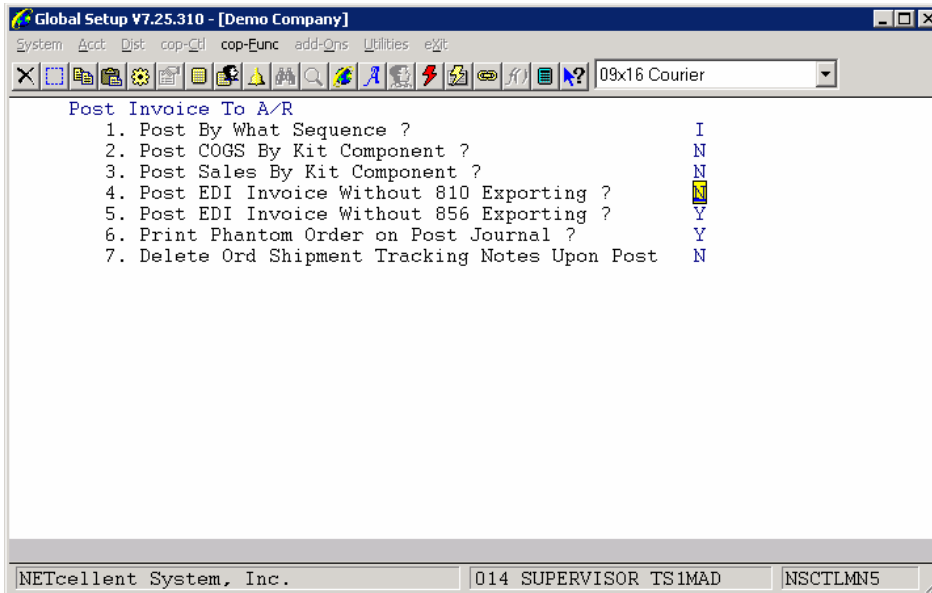 Global Setup V7.25.310 - [Demo Company]
System Acct Dist cop-Ctl cop-Func add-Ons Utilities eXit
09x16 Courier
Post Invoice To A/R
1. Post By What Sequence ? I
2. Post COGS By Kit Component ? N
3. Post Sales By Kit Component ? N
4. Post EDI Invoice Without 810 Exporting ? N
5. Post EDI Invoice Without 856 Exporting ? Y
6. Print Phantom Order on Post Journal ? Y
7. Delete Ord Shipment Tracking Notes Upon Post N
NETcellent System, Inc. 014 SUPERVISOR TS1MAD NSCTLMN5